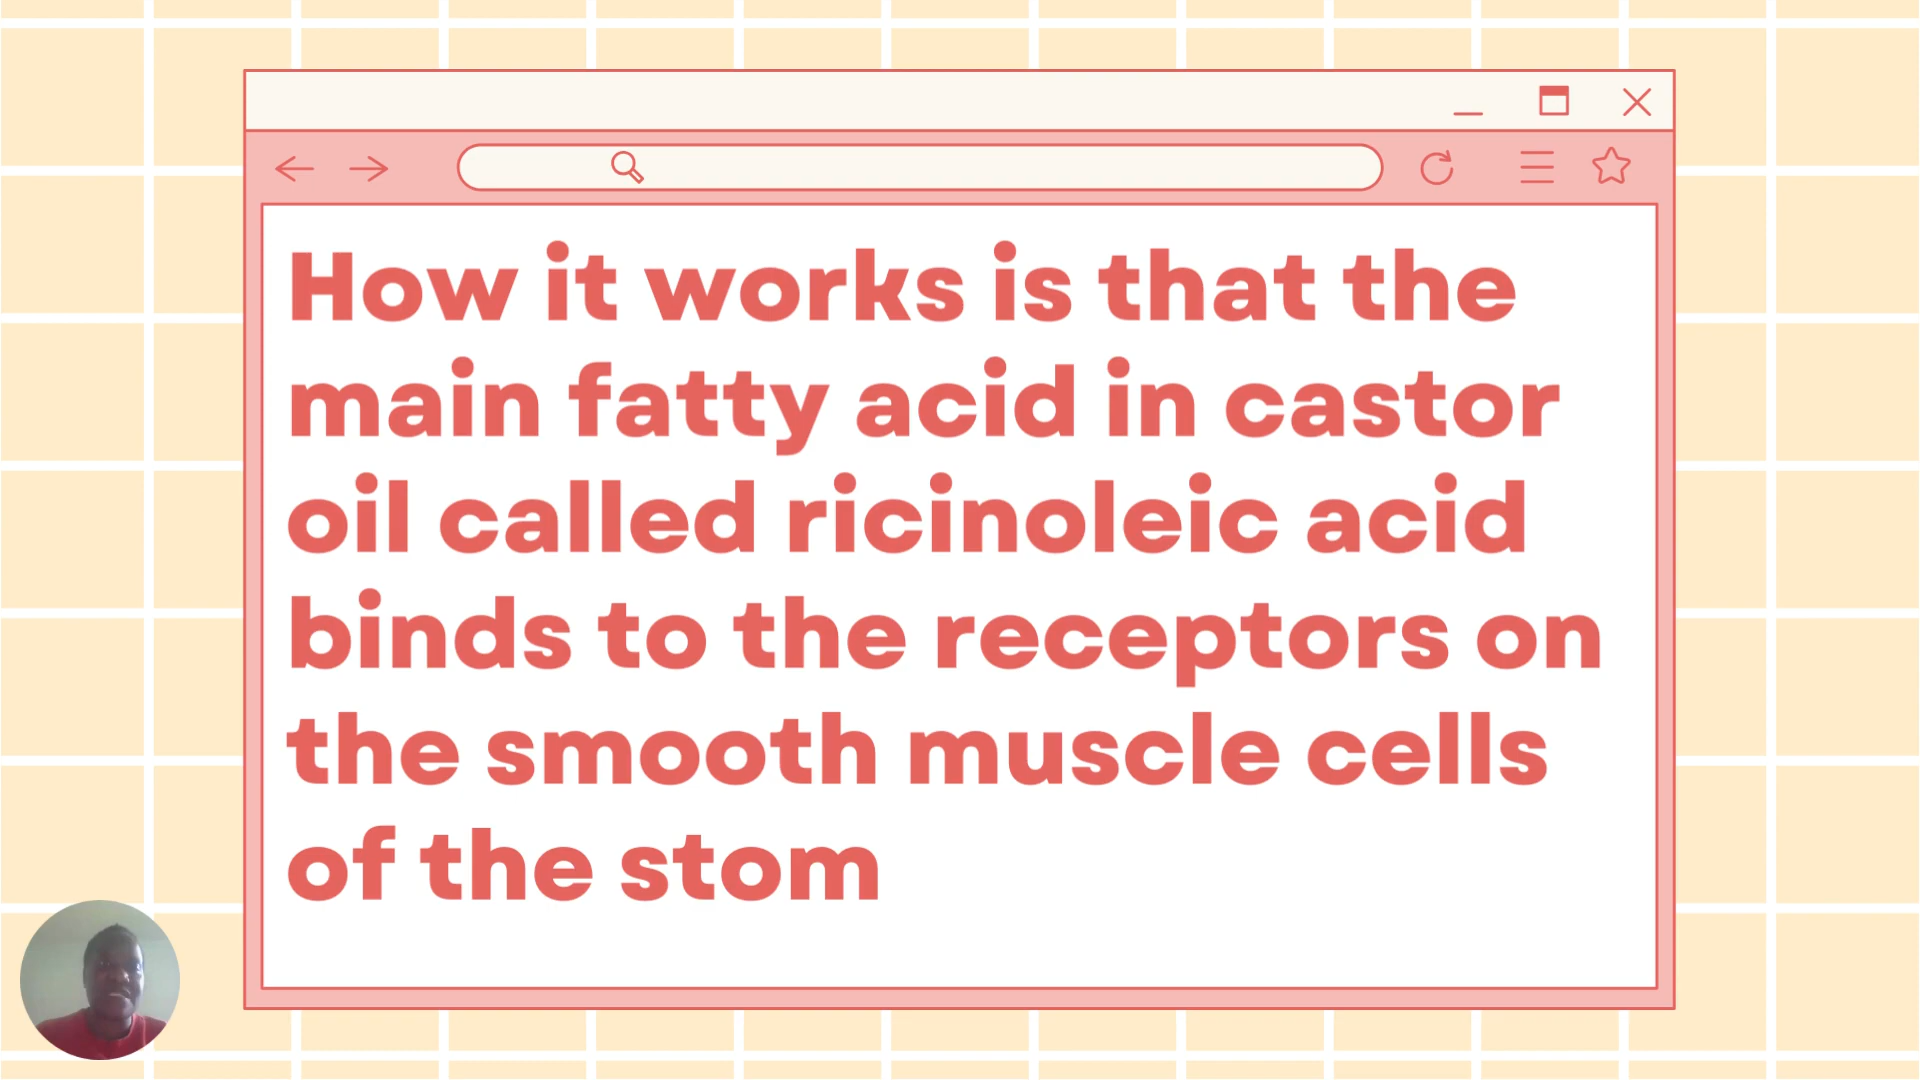 How it works is that the
main fatty acid in castor
oil called ricinoleic acid
binds to the receptors on
the smooth muscle cells
of the stom